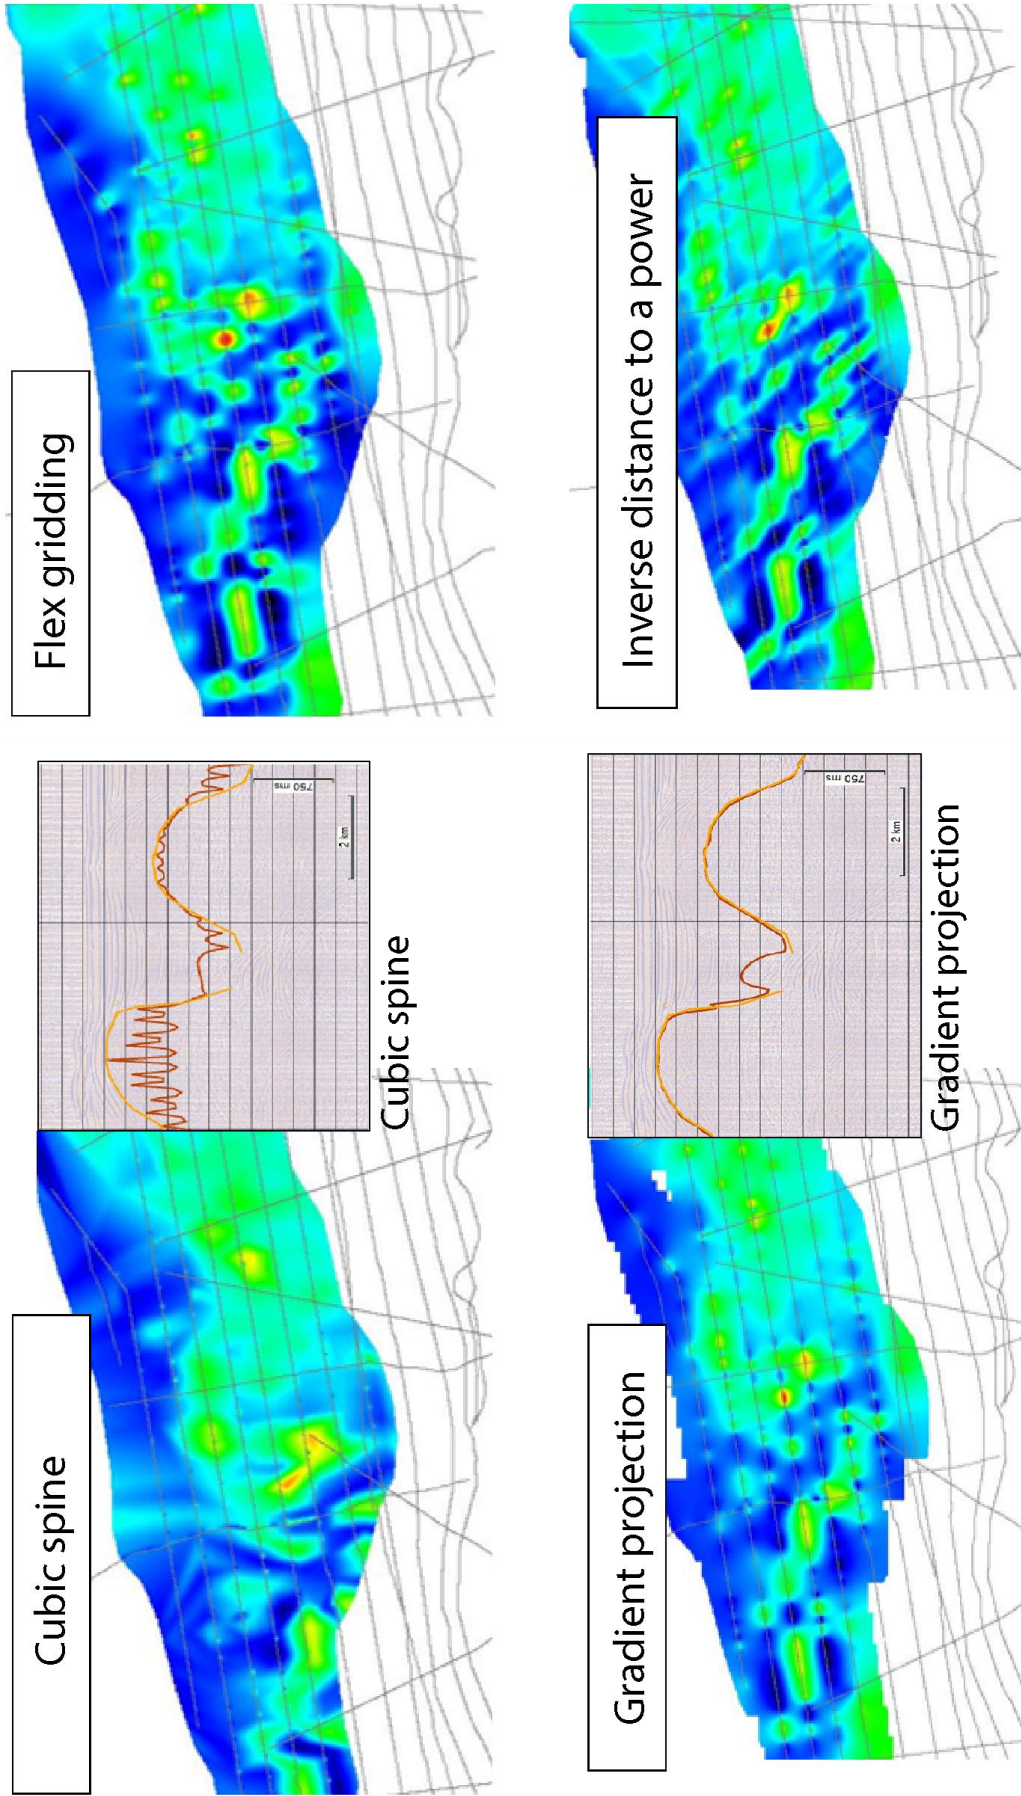 Cubic spine
750 ms
2 km
Cubic spine
Flex gridding
Gradient projection
750 ms
2 km
Gradient projection
Inverse distance to a power